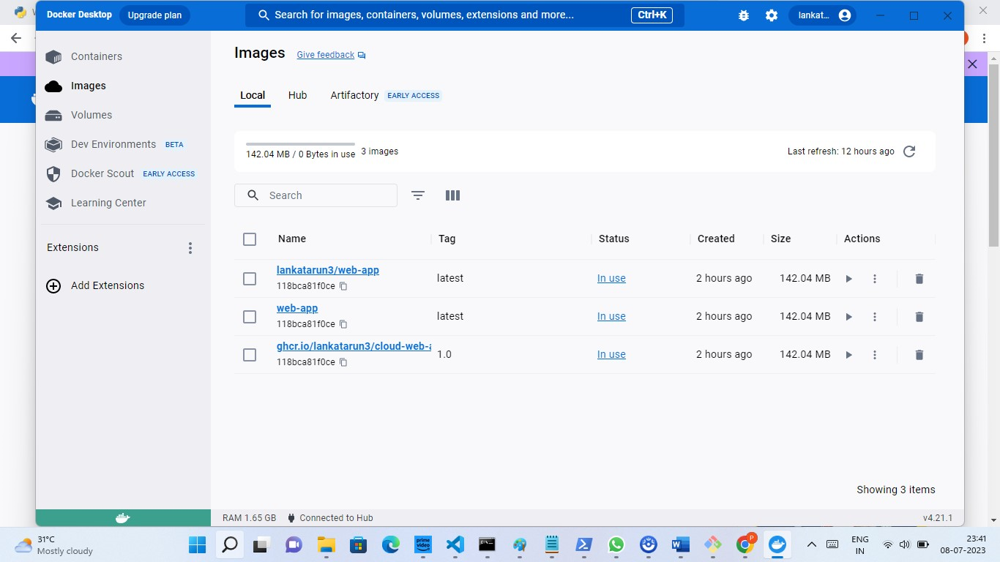 Docker Desktop Upgrade plan Search for images, containers, volumes, extensions and more... Ctrl+K lankat...
Containers
Images
Volumes
Dev Environments BETA
Docker Scout EARLY ACCESS
Learning Center
Extensions
Add Extensions
Images Give feedback
Local Hub Artifactory EARLY ACCESS
142.04 MB / 0 Bytes in use 3 images Last refresh: 12 hours ago
Search
Name Tag Status Created Size Actions
lankatarun3/web-app
118bca81f0ce latest In use 2 hours ago 142.04 MB
web-app
118bca81f0ce latest In use 2 hours ago 142.04 MB
ghcr.io/lankatarun3/cloud-web-a
118bca81f0ce 1.0 In use 2 hours ago 142.04 MB
Showing 3 items
RAM 1.65 GB Connected to Hub v4.21.1
31°C
Mostly cloudy
prime video
P
ENG
IN
23:41
08-07-2023